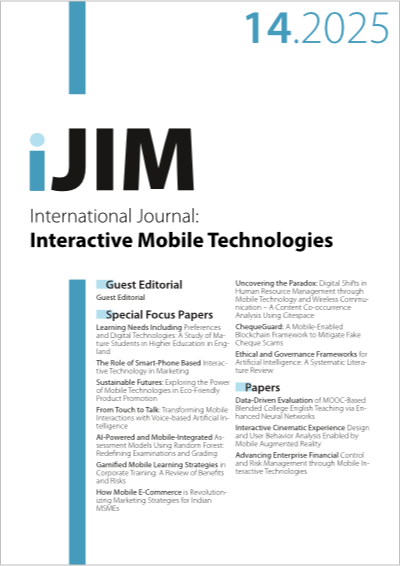 14.2025
iJIM
International Journal:
Interactive Mobile Technologies
Guest Editorial
Guest Editorial
Special Focus Papers
Learning Needs Including Preferences
and Digital Technologies: A Study of Ma-
ture Students in Higher Education in Eng-
land
The Role of Smart-Phone Based Interac-
tive Technology in Marketing
Sustainable Futures: Exploring the Power
of Mobile Technologies in Eco-Friendly
Product Promotion
From Touch to Talk: Transforming Mobile
Interactions with Voice-based Artificial In-
telligence
AI-Powered and Mobile-Integrated As-
sessment Models Using Random Forest:
Redefining Examinations and Grading
Gamified Mobile Learning Strategies in
Corporate Training: A Review of Benefits
and Risks
How Mobile E-Commerce is Revolution-
izing Marketing Strategies for Indian
MSMEs
Uncovering the Paradox: Digital Shifts in
Human Resource Management through
Mobile Technology and Wireless Commu-
nication – A Content Co-occurrence
Analysis Using Citespace
ChequeGuard: A Mobile-Enabled
Blockchain Framework to Mitigate Fake
Cheque Scams
Ethical and Governance Frameworks for
Artificial Intelligence: A Systematic Litera-
ture Review
Papers
Data-Driven Evaluation of MOOC-Based
Blended College English Teaching via En-
hanced Neural Networks
Interactive Cinematic Experience Design
and User Behavior Analysis Enabled by
Mobile Augmented Reality
Advancing Enterprise Financial Control
and Risk Management through Mobile In-
teractive Technologies